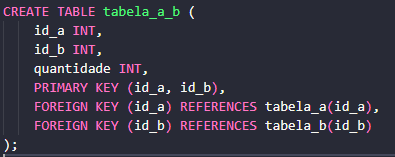 CREATE TABLE tabela_a_b (
    id_a INT,
    id_b INT,
    quantidade INT,
    PRIMARY KEY (id_a, id_b),
    FOREIGN KEY (id_a) REFERENCES tabela_a(id_a),
    FOREIGN KEY (id_b) REFERENCES tabela_b(id_b)
);